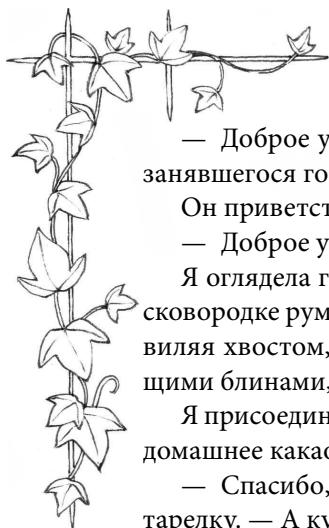 — Доброе у
занявшегося го
Он приветст
— Доброе у
Я оглядела г
сковородке рум
виляя хвостом,
щими блинами,
Я присоедин
домашнее какао
— Спасибо,
тарелку. — А ку